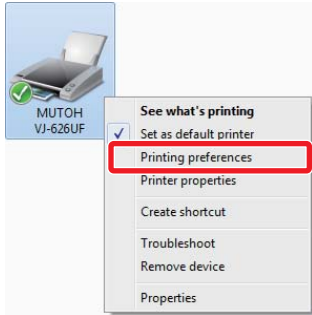 MUTOH
VJ-626UF
See what's printing
Set as default printer
Printing preferences
Printer properties
Create shortcut
Troubleshoot
Remove device
Properties